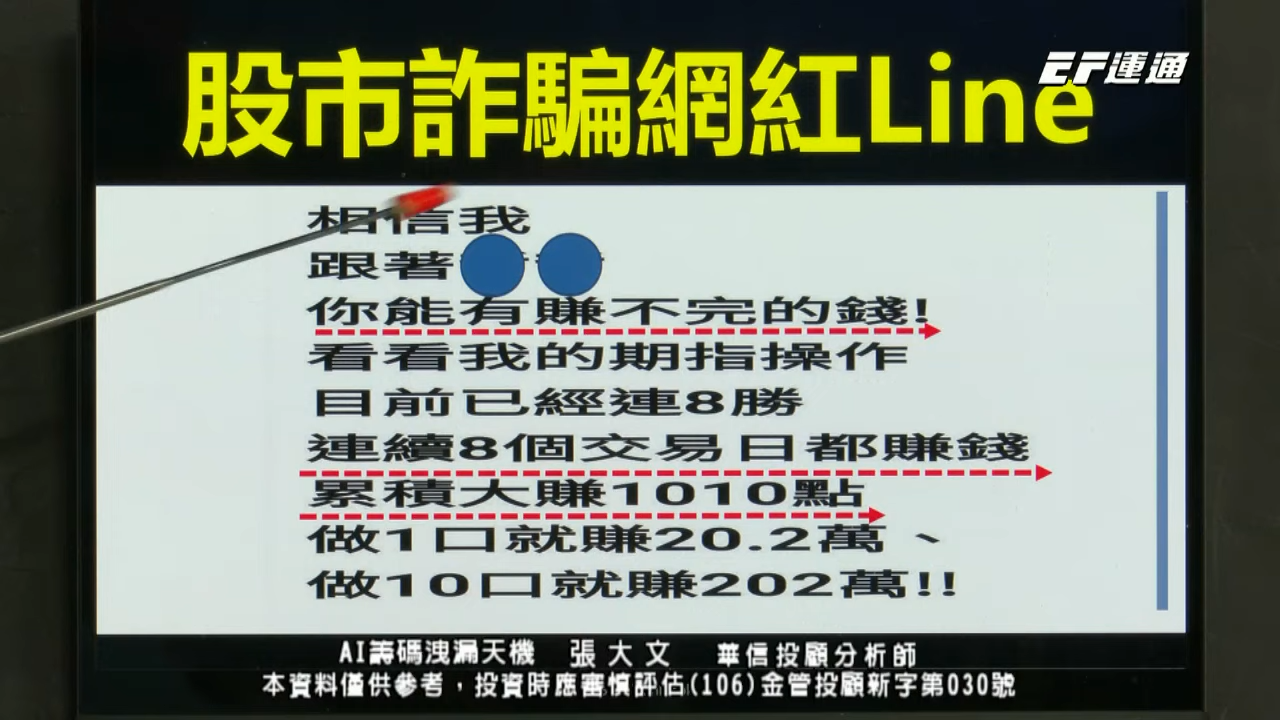 股市詐騙網紅Line
EF運通
相信我
跟著
你能有賺不完的錢!
看看我的期指操作
目前已經連8勝
連續8個交易日都賺錢
累積大賺1010點
做1口就賺20.2萬、
做10口就賺202萬!!
AI籌碼洩漏天機 張大文 華信投顧分析師
本資料僅供參考，投資時應審慎評估(106)金管投顧新字第030號